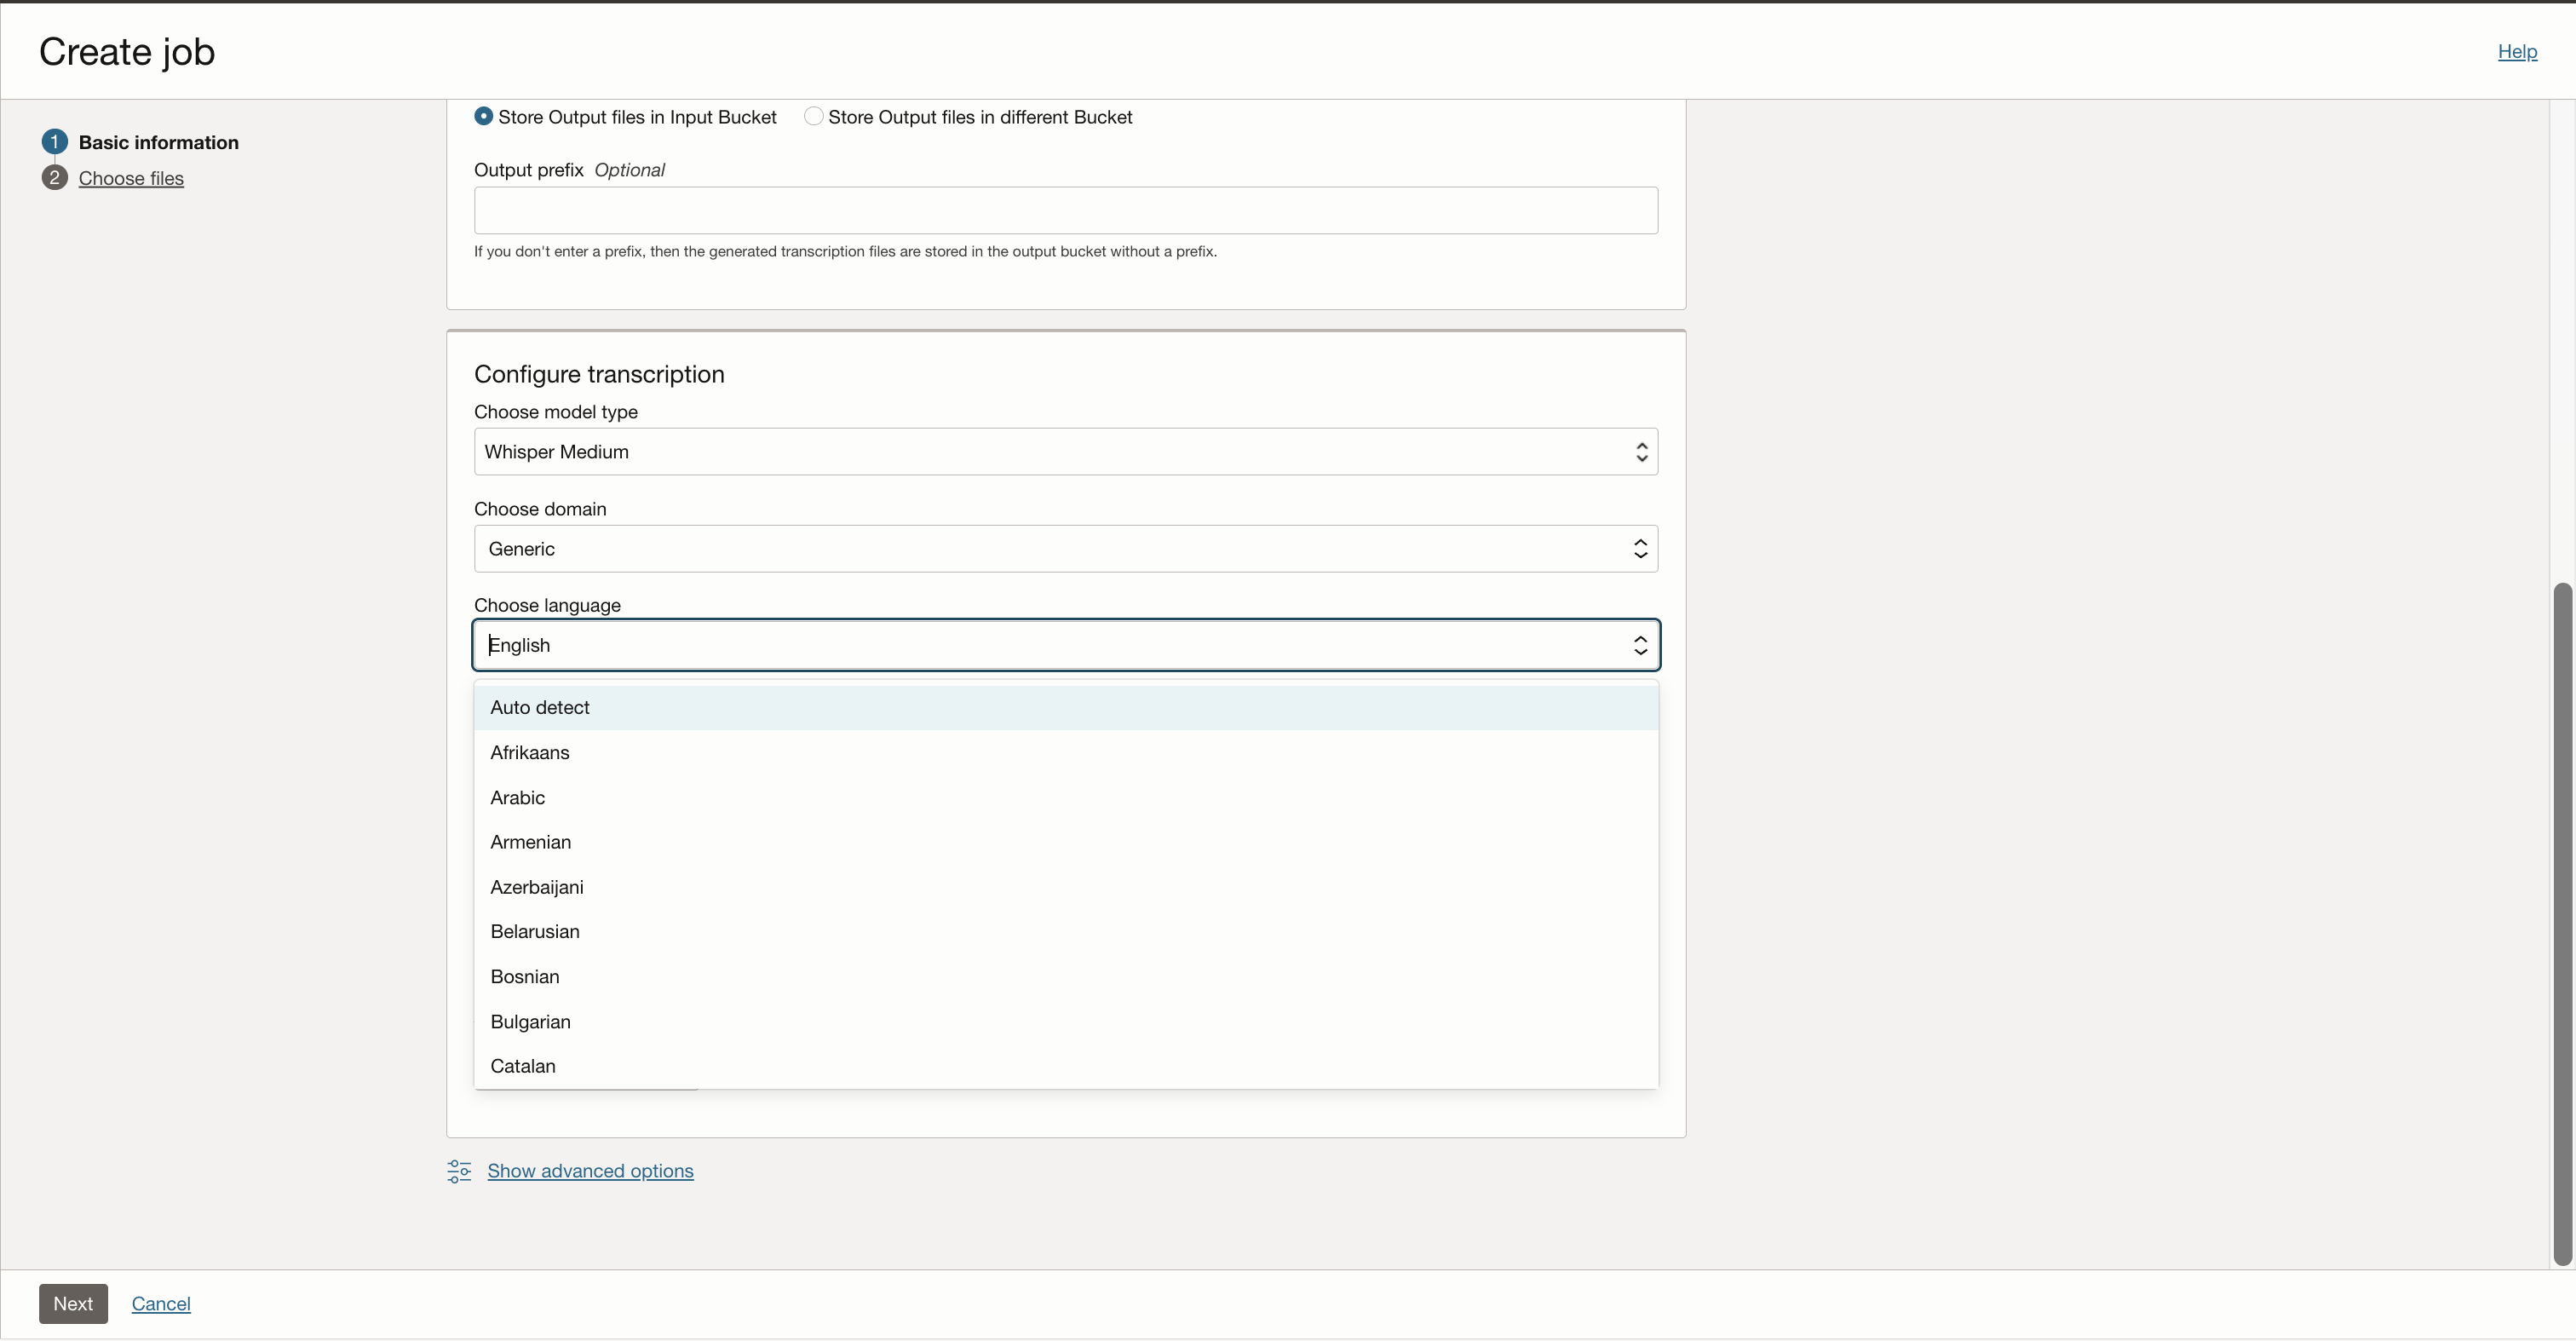 Create job
Help
1 Basic information
2 Choose files
Store Output files in Input Bucket Store Output files in different Bucket
Output prefix Optional
If you don't enter a prefix, then the generated transcription files are stored in the output bucket without a prefix.
Configure transcription
Choose model type
Whisper Medium
Choose domain
Generic
Choose language
English
Auto detect
Afrikaans
Arabic
Armenian
Azerbaijani
Belarusian
Bosnian
Bulgarian
Catalan
Show advanced options
Next Cancel